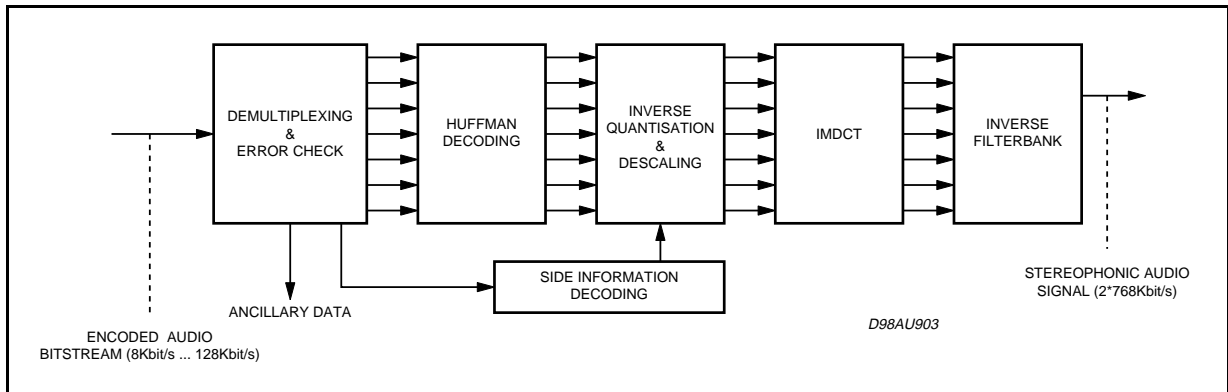 DEMULTIPLEXING
&
ERROR CHECK
HUFFMAN
DECODING
INVERSE
QUANTISATION
&
DESCALING
IMDCT
INVERSE
FILTERBANK
SIDE INFORMATION
DECODING
ANCILLARY DATA
ENCODED AUDIO
BITSTREAM (8Kbit/s ... 128Kbit/s)
STEREOPHONIC AUDIO
SIGNAL (2*768Kbit/s)
D98AU903